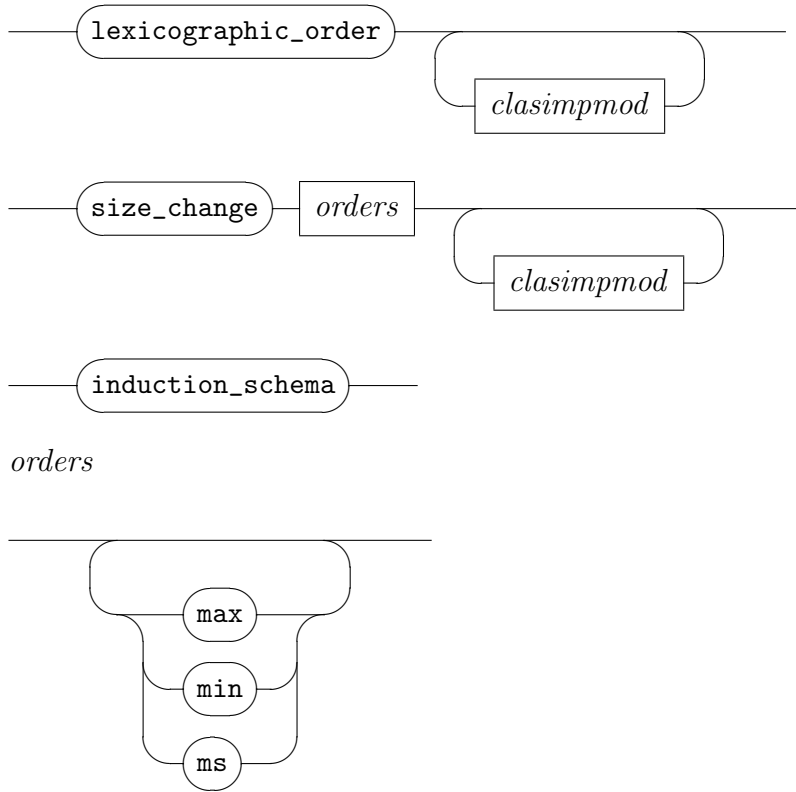 lexicographic_order
clasimpmod
size_change orders
clasimpmod
induction_schema
orders
max
min
ms